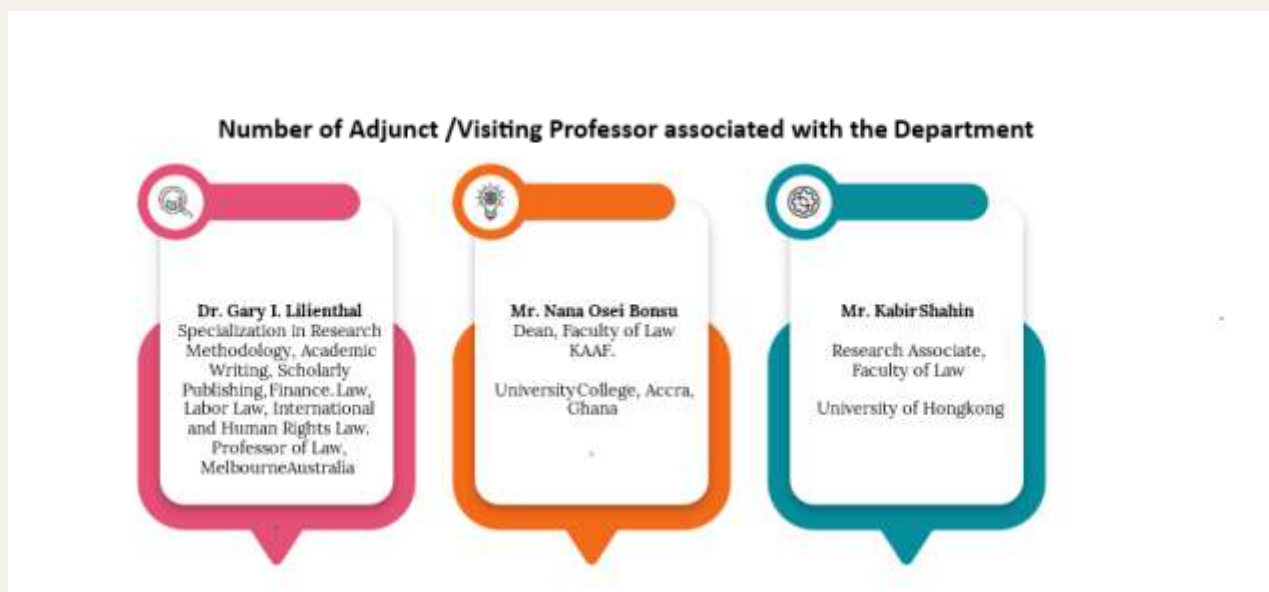 Number of Adjunct /Visiting Professor associated with the Department
Dr. Gary I. Lilienthal
Specialization in Research
Methodology, Academic
Writing, Scholarly
Publishing,Finance.Law,
Labor Law, International
and Human Rights Law,
Professor of Law,
MelbourneAustralia
Mr. Nana Osei Bonsu
Dean, Faculty of Law
KAAF.
UniversityCollege, Accra,
Ghana
Mr. KabirShahin
Research Associate,
Faculty of Law
University of Hongkong